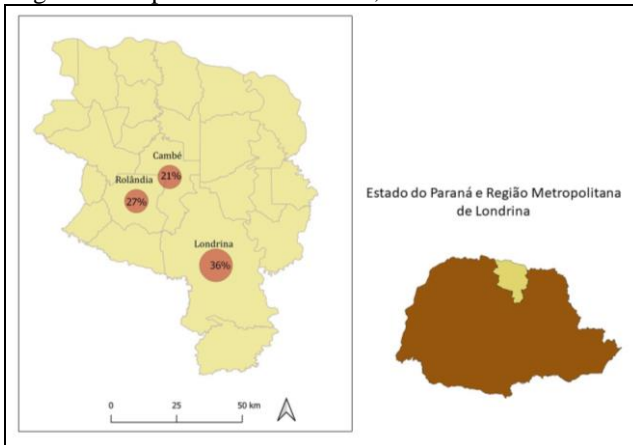 Cambé
21%
Rolândia
27%
Londrina
36%
Estado do Paraná e Região Metropolitana
de Londrina
0 25 50 km